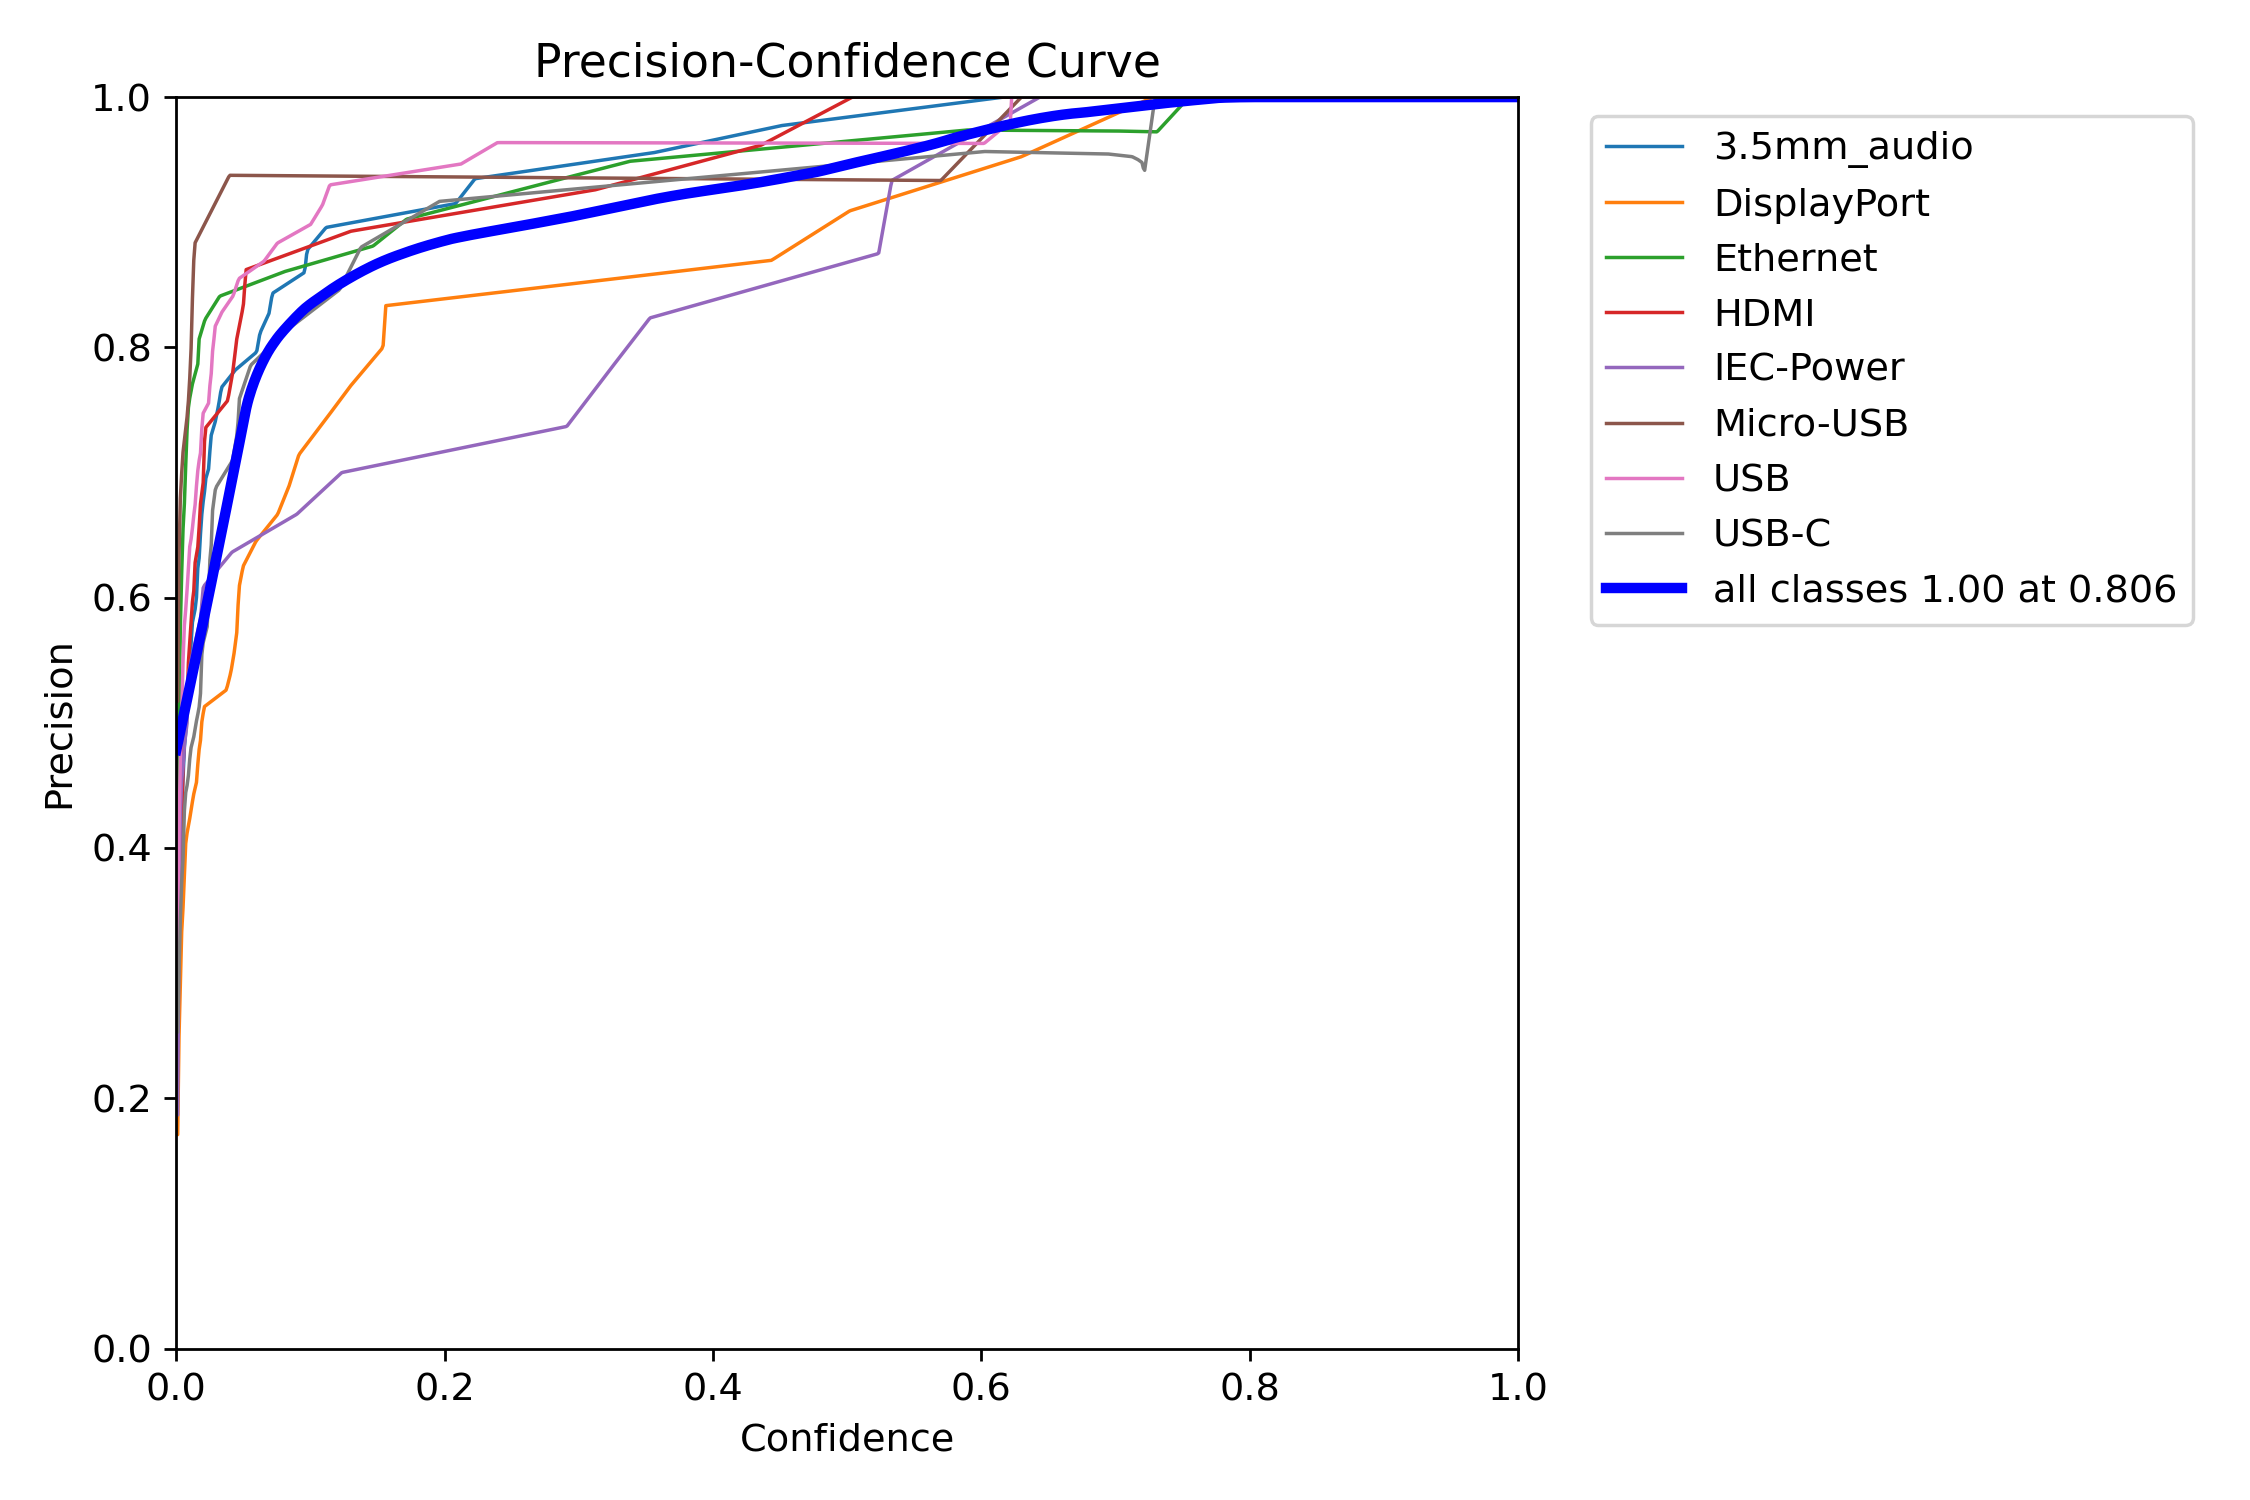 Precision-Confidence Curve
1.0
0.8
0.6
0.4
0.2
0.0
Precision
0.0 0.2 0.4 0.6 0.8 1.0
Confidence
3.5mm_audio
DisplayPort
Ethernet
HDMI
IEC-Power
Micro-USB
USB
USB-C
all classes 1.00 at 0.806